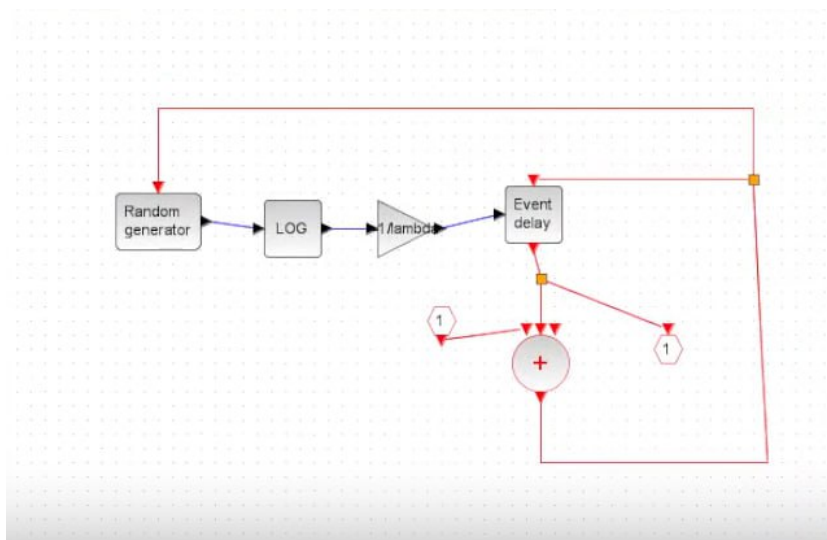 Random
generator
LOG
1/lambda
Event
delay
1
+
1